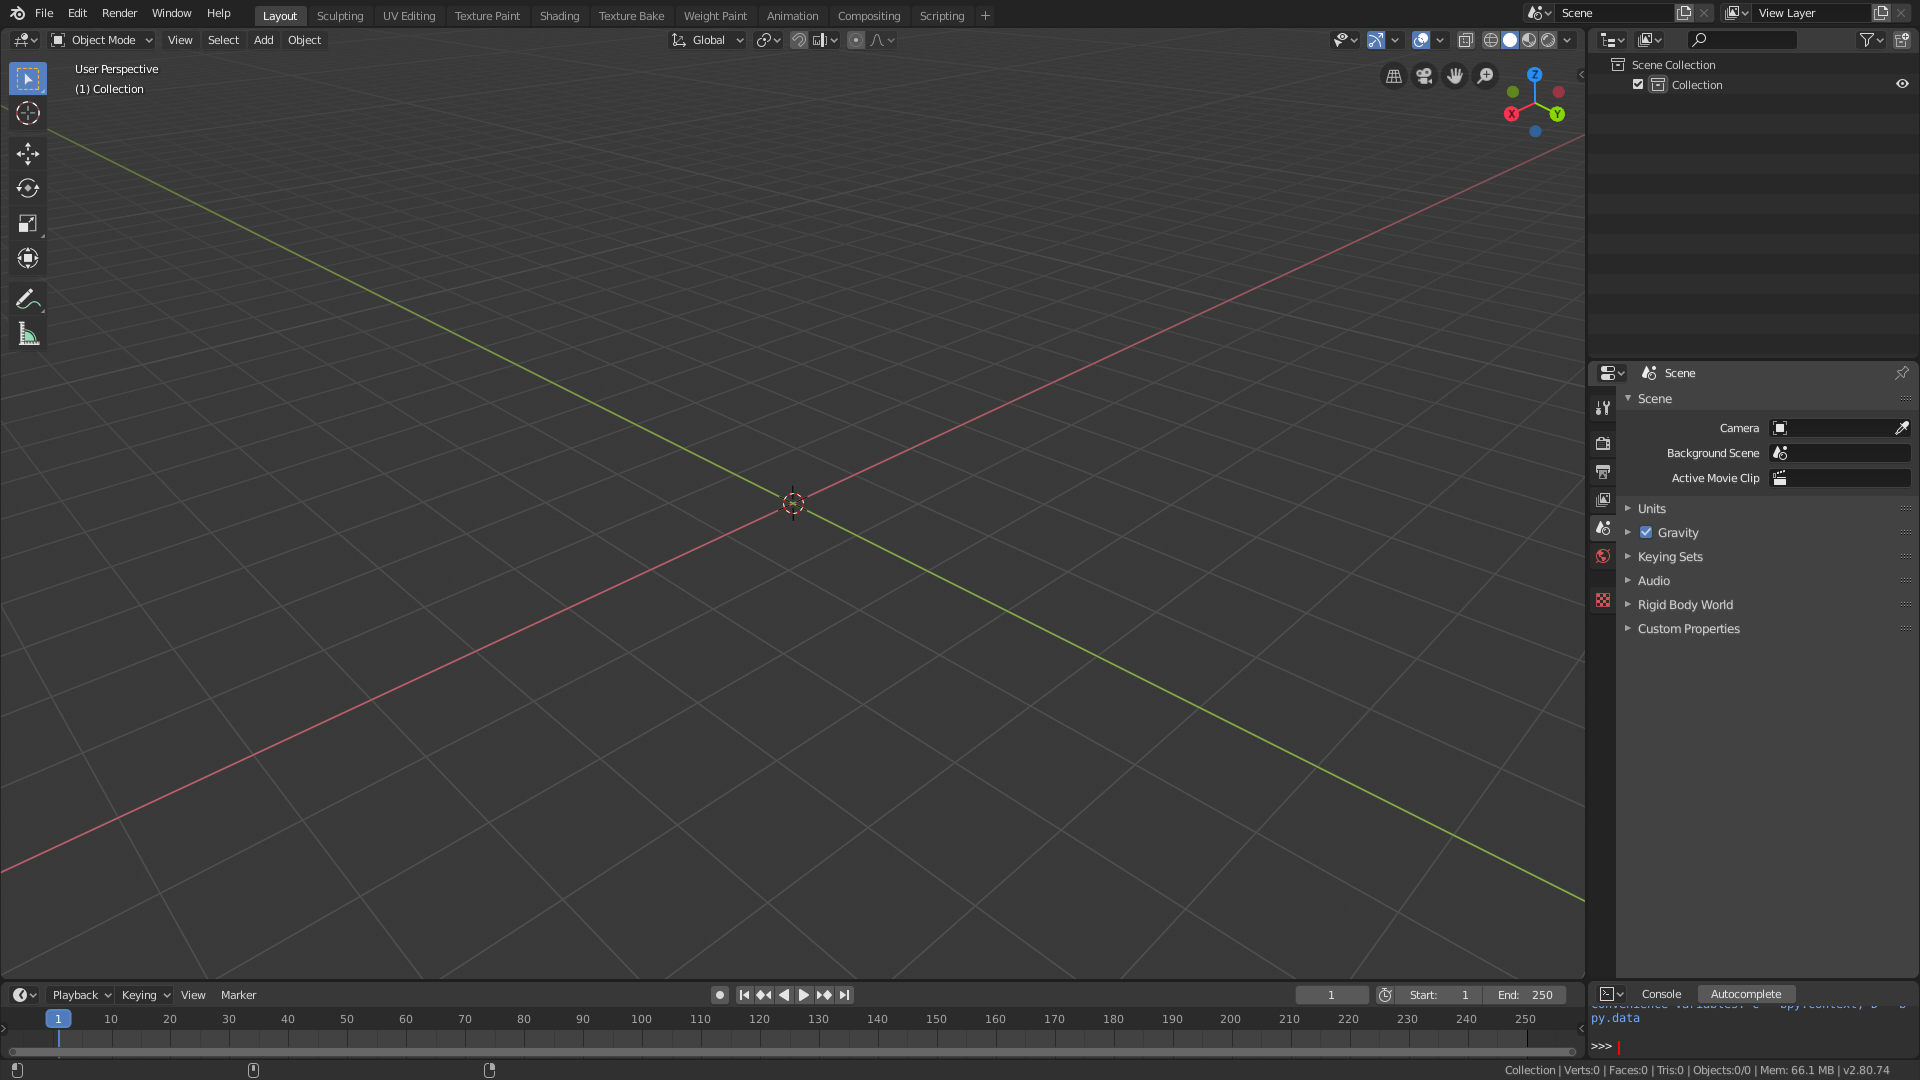 File Edit Render Window Help Layout Sculpting UV Editing Texture Paint Shading Texture Bake Weight Paint Animation Compositing Scripting + Scene View Layer
Object Mode View Select Add Object Global
User Perspective
(1) Collection
Z
X
Y
Scene Collection
Collection
Scene
Scene
Camera
Background Scene
Active Movie Clip
Units
Gravity
Keying Sets
Audio
Rigid Body World
Custom Properties
Playback Keying View Marker 1 Start: 1 End: 250
1 10 20 30 40 50 60 70 80 90 100 110 120 130 140 150 160 170 180 190 200 210 220 230 240 250
Console Autocomplete
py.data
>>>
Collection | Verts:0 | Faces:0 | Tris:0 | Objects:0/0 | Mem: 66.1 MB | v2.80.74